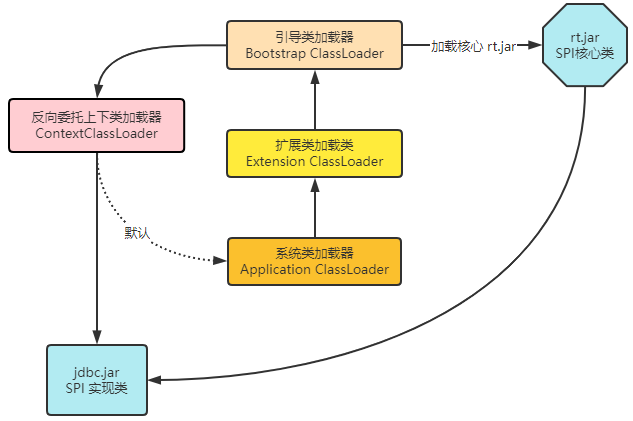 引导类加载器
Bootstrap ClassLoader
加载核心 rt.jar
rt.jar
SPI核心类
反向委托上下类加载器
ContextClassLoader
扩展类加载类
Extension ClassLoader
默认
系统类加载器
Application ClassLoader
jdbc.jar
SPI 实现类